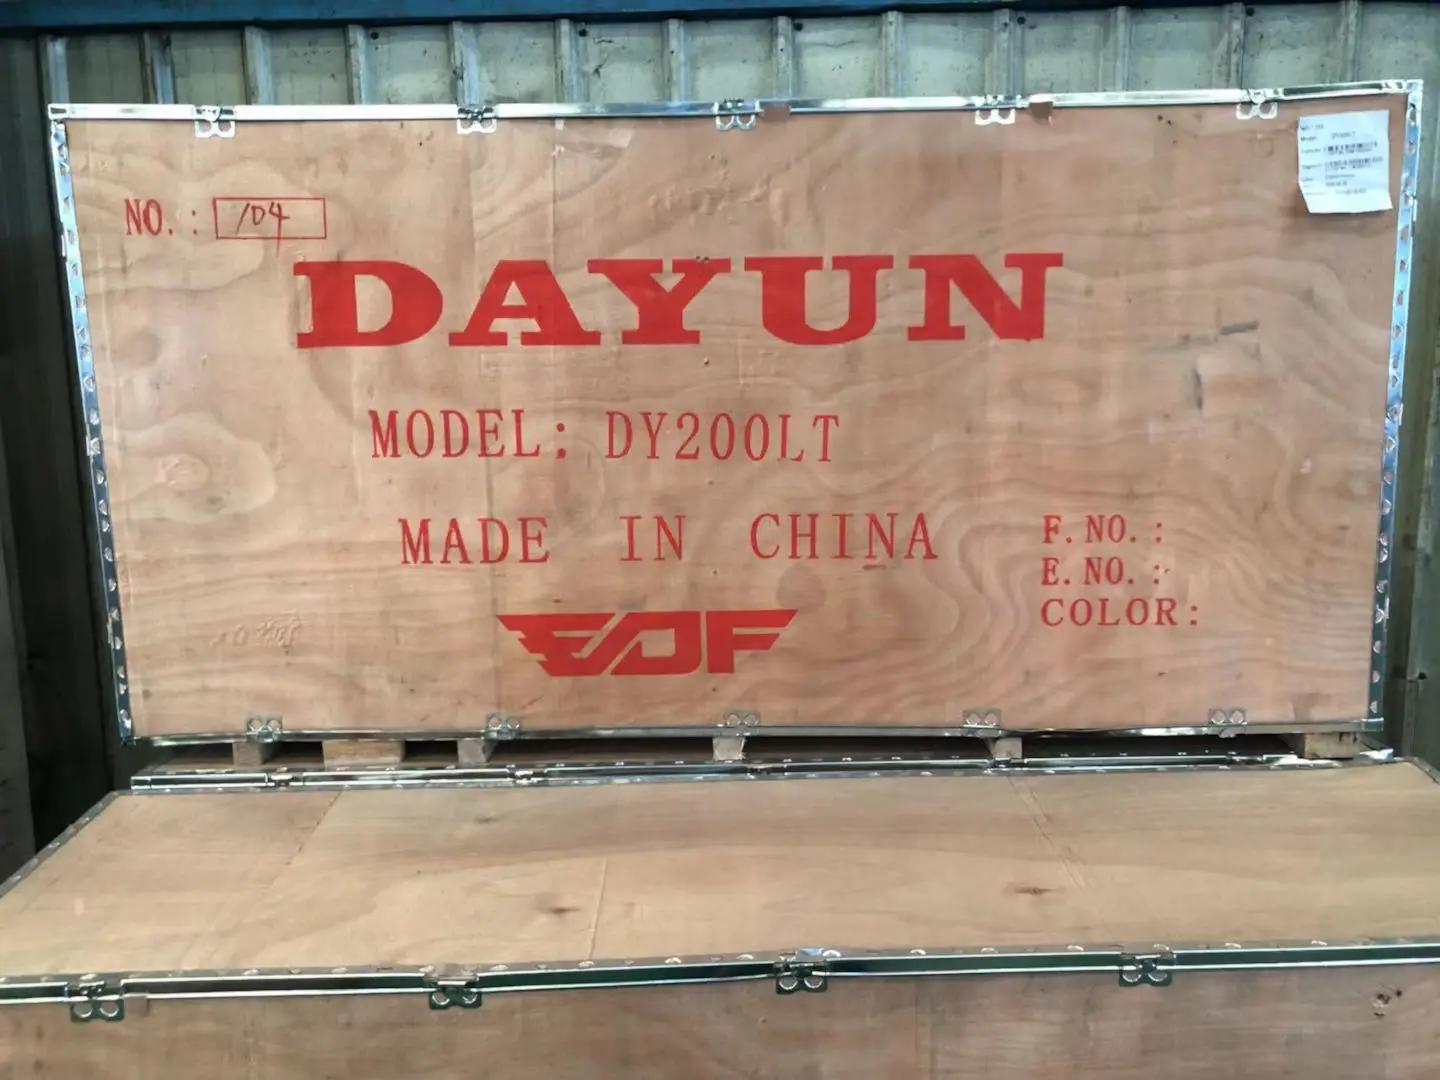 NO.: 104
DAYUN
MODEL: DY200LT
MADE IN CHINA
F. NO. :
E. NO. :
COLOR: